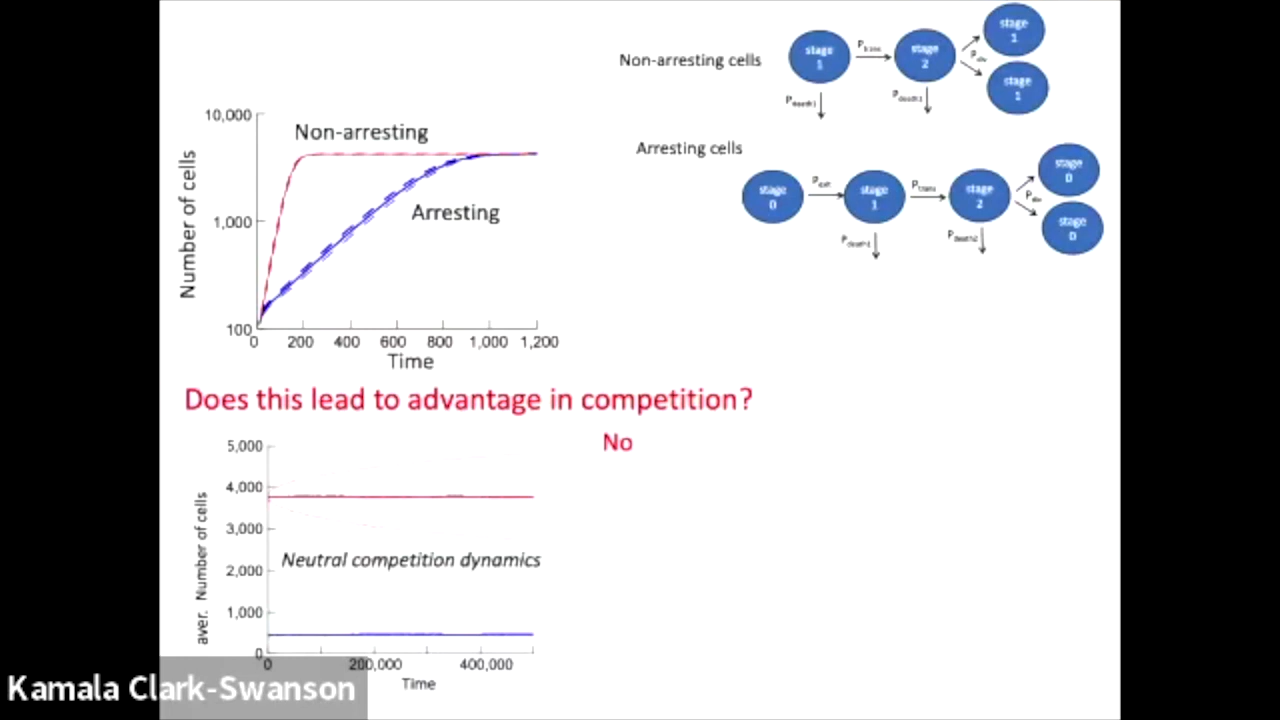 Non-arresting cells
stage
1
stage
2
stage
1
stage
1
Arresting cells
stage
0
stage
1
Ptrans
stage
2
Pdeath2
stage
0
stage
0
10,000
1,000
100
Number of cells
Non-arresting
Arresting
0 200 400 600 800 1,000 1,200
Time
Does this lead to advantage in competition?
No
5,000
4,000
3,000
2,000
1,000
0
aver. Number of cells
Neutral competition dynamics
0 200,000 400,000
Time
Kamala Clark-Swanson